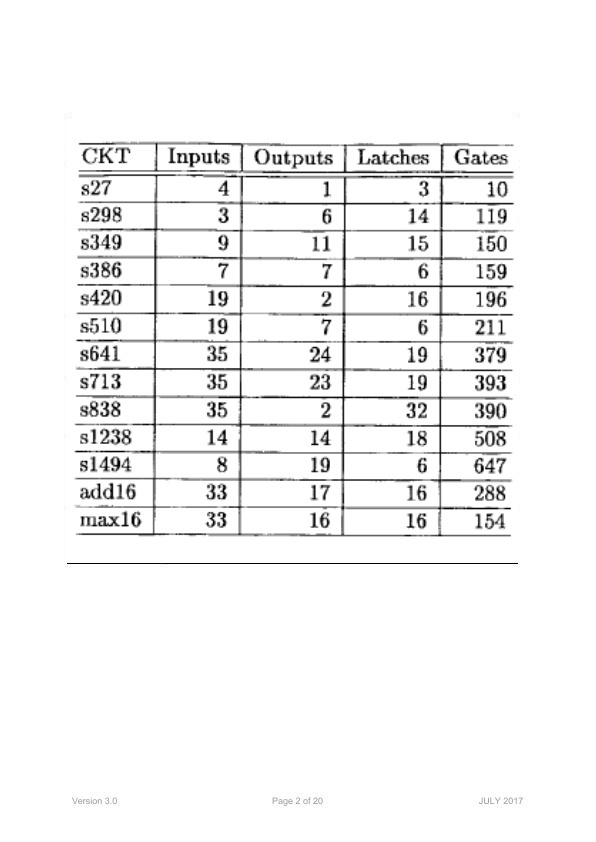 CKT Inputs Outputs Latches Gates
s27 4 1 3 10
s298 3 6 14 119
s349 9 11 15 150
s386 7 7 6 159
s420 19 2 16 196
s510 19 7 6 211
s641 35 24 19 379
s713 35 23 19 393
s838 35 2 32 390
s1238 14 14 18 508
s1494 8 19 6 647
add16 33 17 16 288
max16 33 16 16 154
Version 3.0 Page 2 of 20 JULY 2017